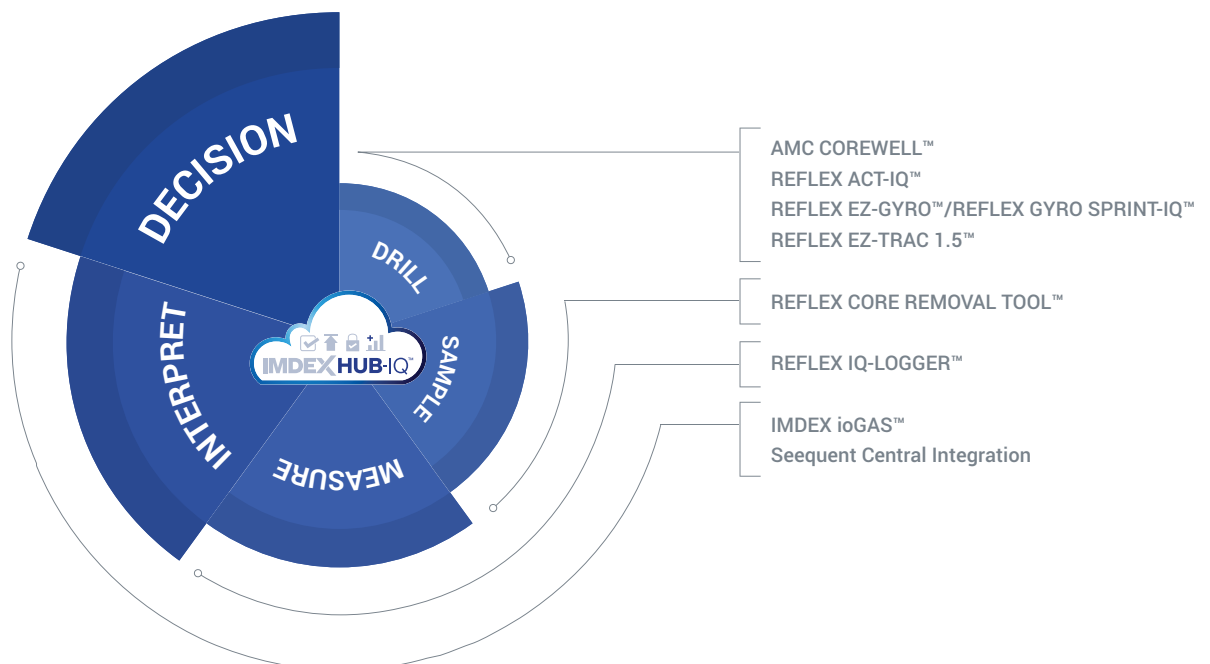 DECISION
DRILL
SAMPLE
MEASURE
INTERPRET
IMDEX HUB-IQ™
AMC COREWELL™
REFLEX ACT-IQ™
REFLEX EZ-GYRO™/REFLEX GYRO SPRINT-IQ™
REFLEX EZ-TRAC 1.5™
REFLEX CORE REMOVAL TOOL™
REFLEX IQ-LOGGER™
IMDEX ioGAS™
Seequent Central Integration